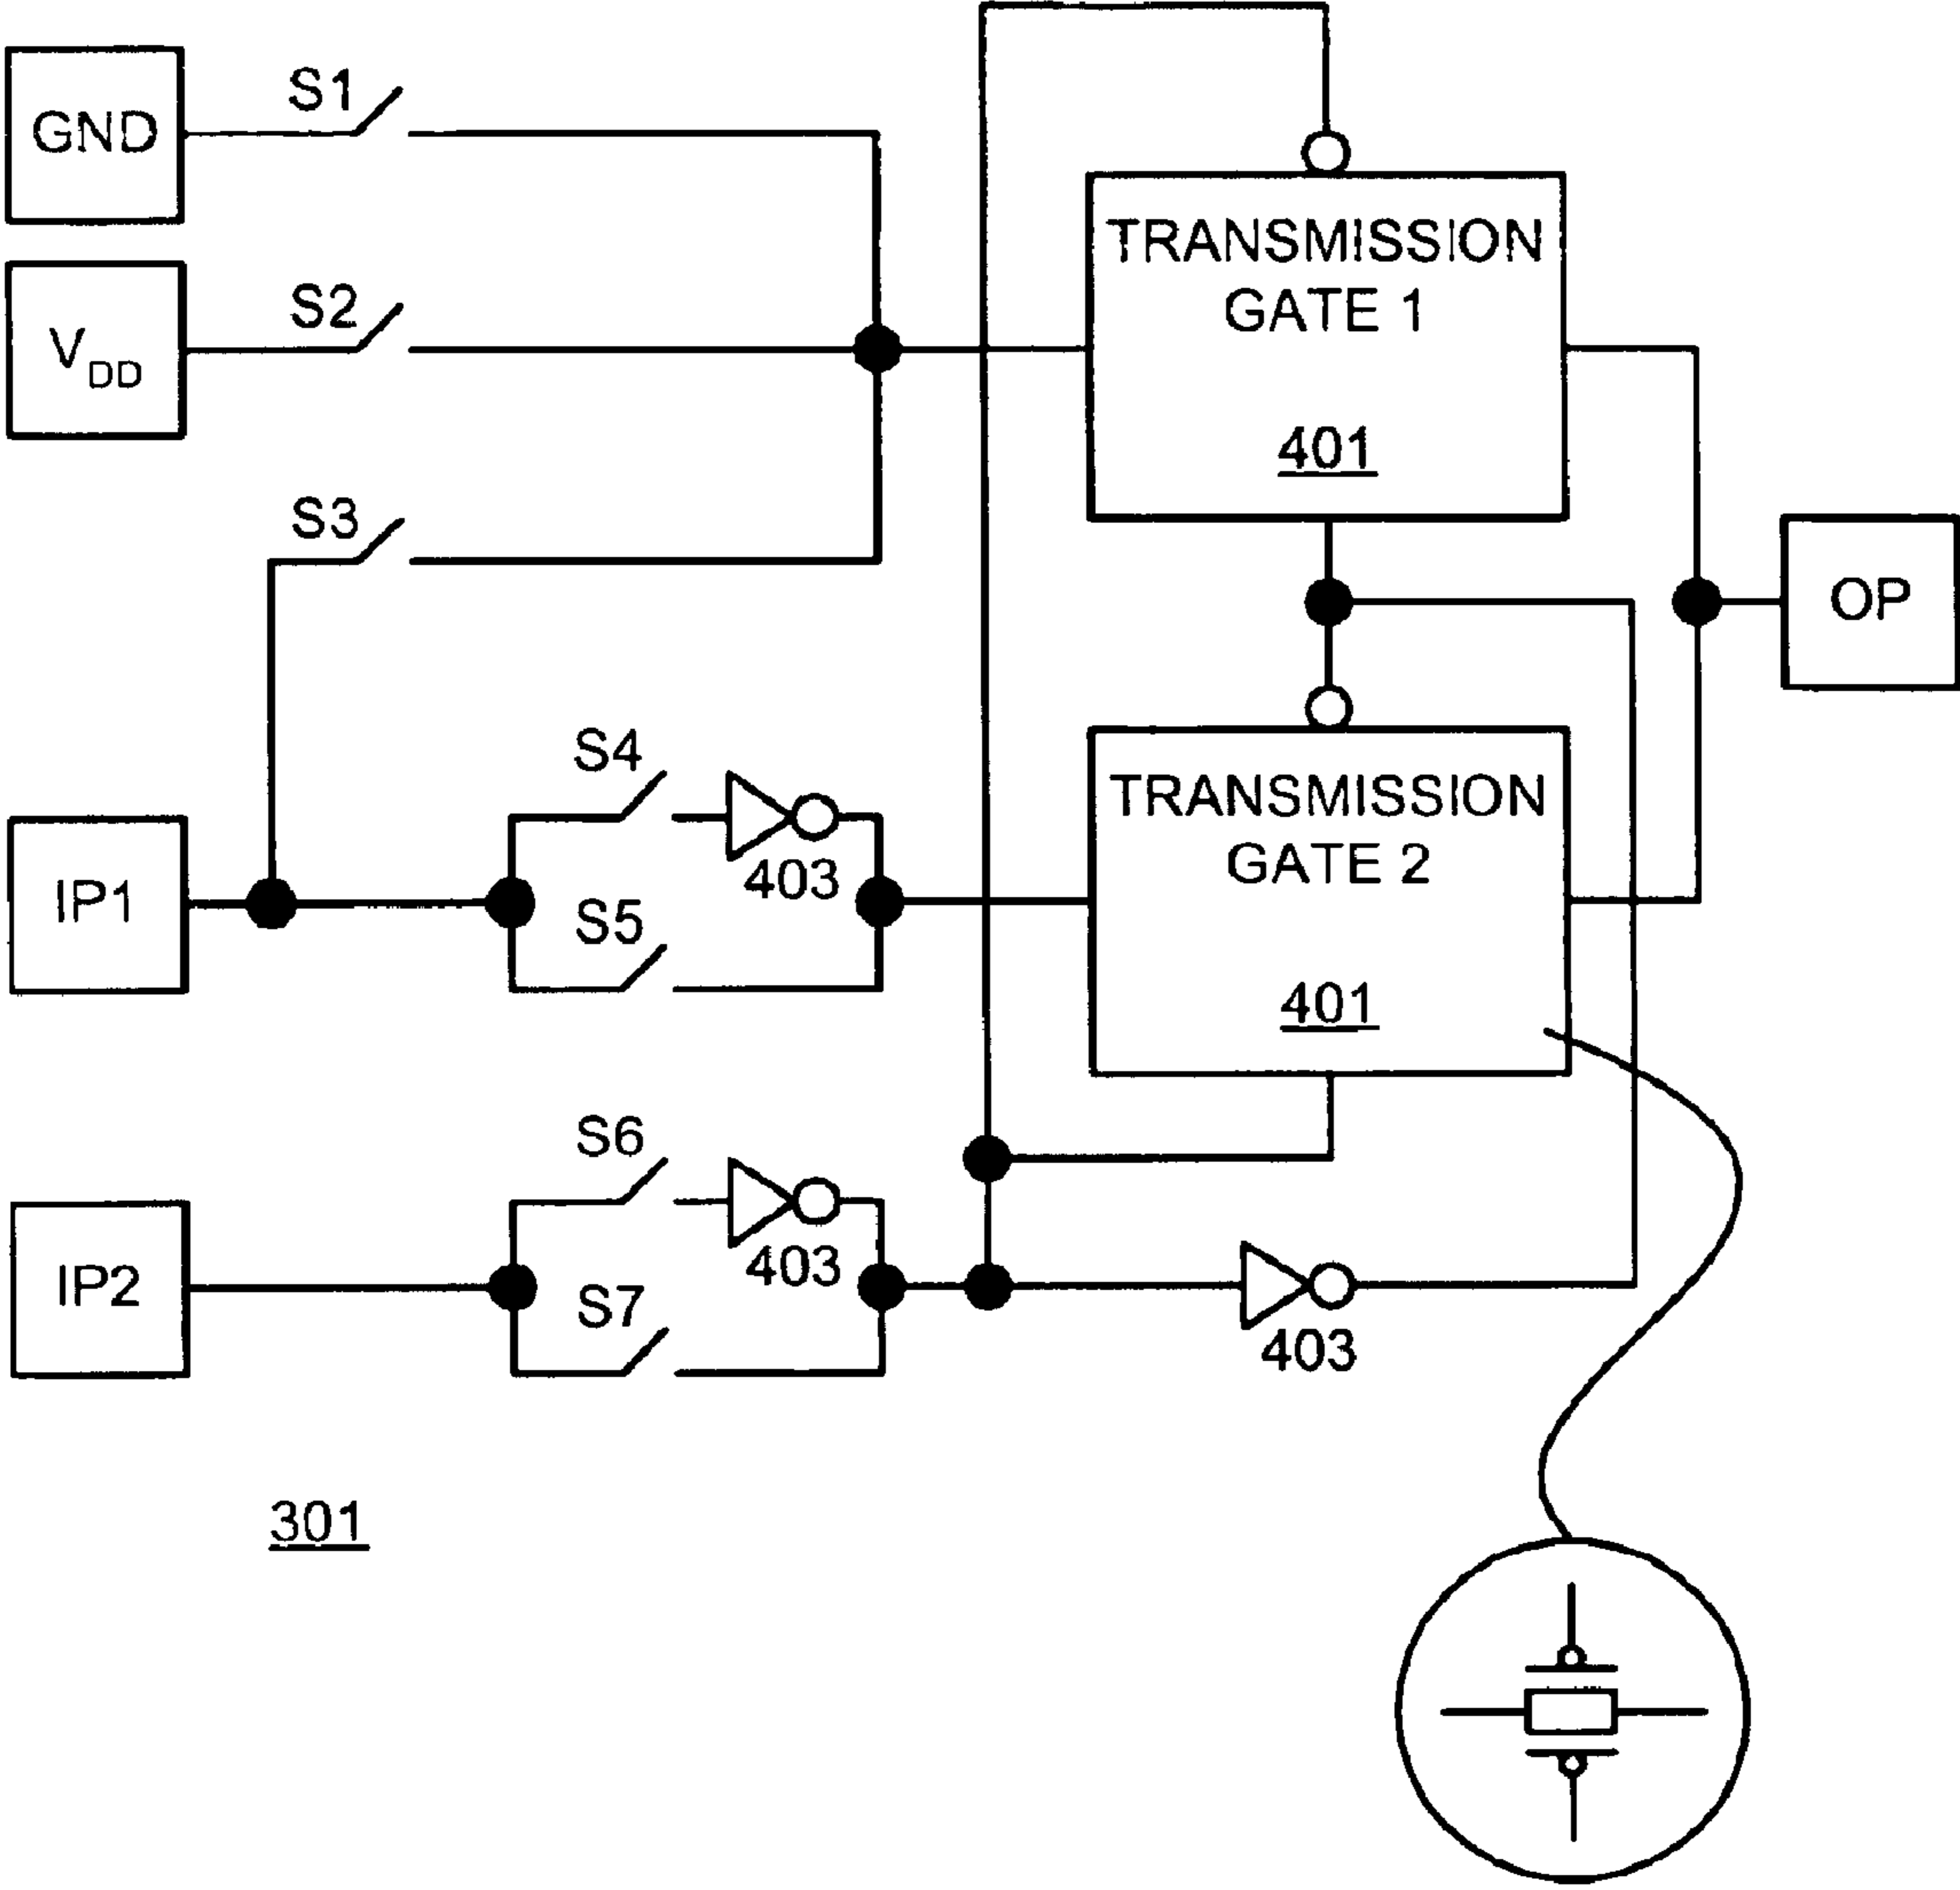 GND
S1
V_DD
S2
S3
TRANSMISSION
GATE 1
401
OP
S4
403
IP1
S5
TRANSMISSION
GATE 2
401
S6
403
IP2
S7
403
301